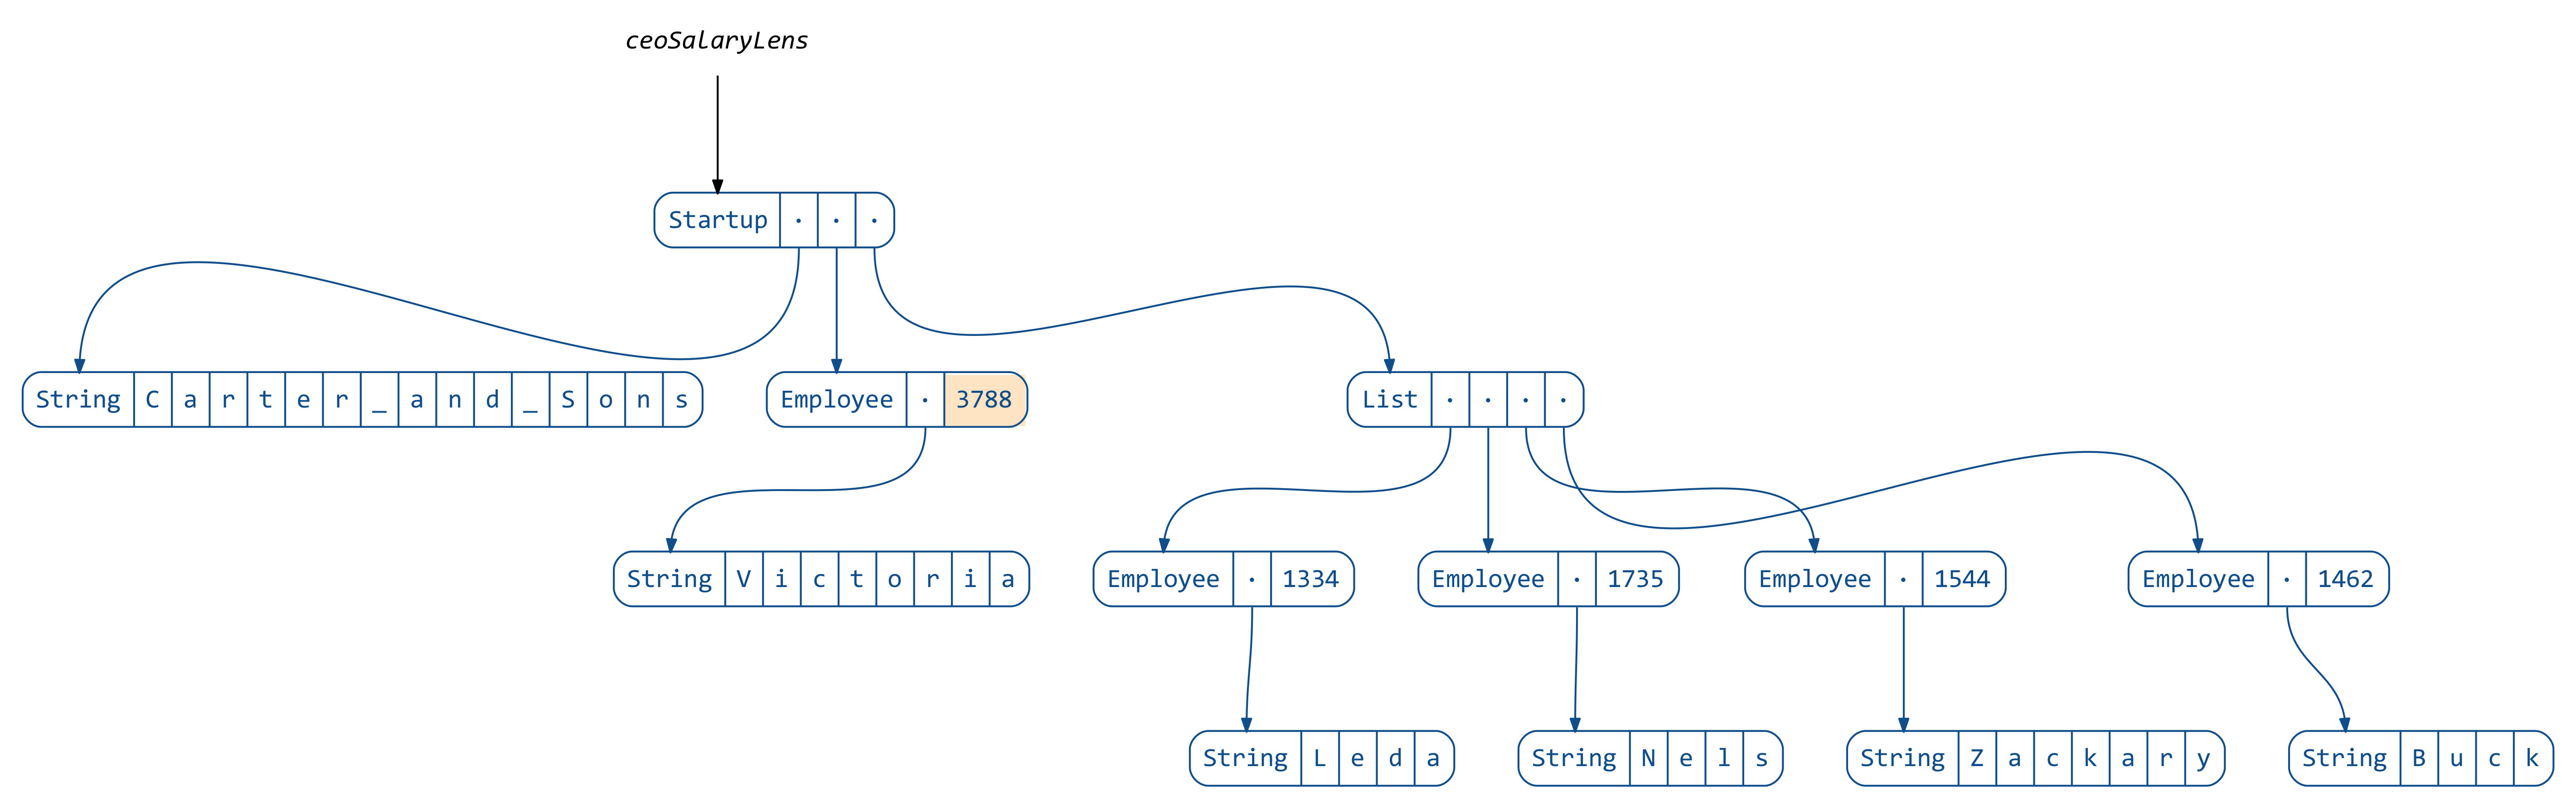 ceoSalaryLens
Startup · · ·
String C a r t e r _ a n d _ S o n s
Employee · 3788
List · · · ·
String V i c t o r i a
Employee · 1334
Employee · 1735
Employee · 1544
Employee · 1462
String L e d a
String N e l s
String Z a c k a r y
String B u c k